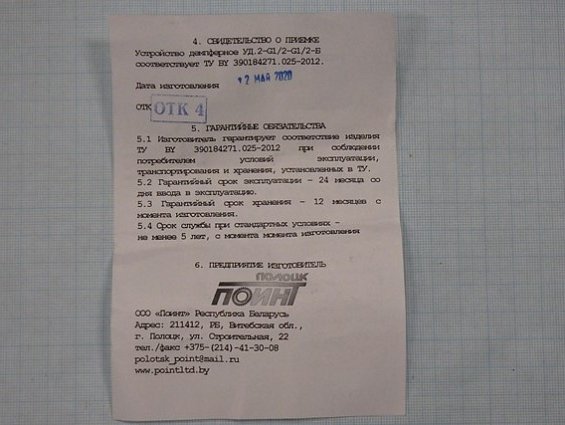 4. СВИДЕТЕЛЬСТВО О ПРИЕМКЕ
Устройство демпферное УД.2-G1/2-G1/2-Б
соответствует ТУ BY 390184271.025-2012.
Дата изготовления
12 МАЙ 2020
ОТК
ОТК 4
5. ГАРАНТИЙНЫЕ ОБЯЗАТЕЛЬСТВА
5.1 Изготовитель гарантирует соответствие изделия
ТУ BY 390184271.025-2012 при соблюдении
потребителем условий эксплуатации,
транспортирования и хранения, установленных в ТУ.
5.2 Гарантийный срок эксплуатации – 24 месяца со
дня ввода в эксплуатацию.
5.3 Гарантийный срок хранения – 12 месяцев с
момента изготовления.
5.4 Срок службы при стандартных условиях –
не менее 5 лет, с момента момента изготовления
6. ПРЕДПРИЯТИЕ ИЗГОТОВИТЕЛЬ
ПОЛОЦК
ПОИНТ
ООО «Поинт» Республика Беларусь
Адрес: 211412, РБ, Витебская обл.,
г. Полоцк, ул. Строительная, 22
тел./факс +375-(214)-41-30-08
polotsk_point@mail.ru
www.pointltd.by